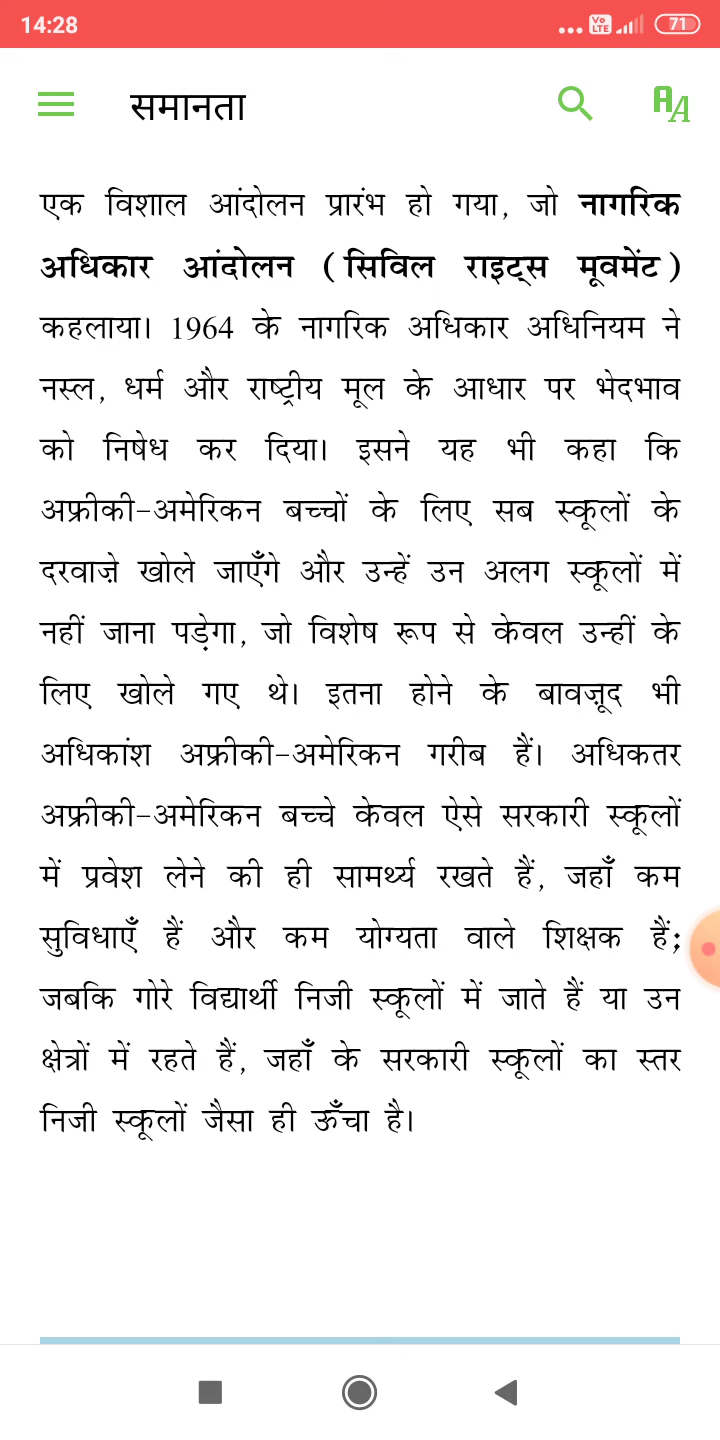 14:28
Vo LTE
71
समानता
एक विशाल आंदोलन प्रारंभ हो गया, जो नागरिक
अधिकार आंदोलन (सिविल राइट्स मूवमेंट)
कहलाया। 1964 के नागरिक अधिकार अधिनियम ने
नस्ल, धर्म और राष्ट्रीय मूल के आधार पर भेदभाव
को निषेध कर दिया। इसने यह भी कहा कि
अफ्रीकी-अमेरिकन बच्चों के लिए सब स्कूलों के
दरवाज़े खोले जाएँगे और उन्हें उन अलग स्कूलों में
नहीं जाना पड़ेगा, जो विशेष रूप से केवल उन्हीं के
लिए खोले गए थे। इतना होने के बावज़ूद भी
अधिकांश अफ्रीकी-अमेरिकन गरीब हैं। अधिकतर
अफ्रीकी-अमेरिकन बच्चे केवल ऐसे सरकारी स्कूलों
में प्रवेश लेने की ही सामर्थ्य रखते हैं, जहाँ कम
सुविधाएँ हैं और कम योग्यता वाले शिक्षक हैं;
जबकि गोरे विद्यार्थी निजी स्कूलों में जाते हैं या उन
क्षेत्रों में रहते हैं, जहाँ के सरकारी स्कूलों का स्तर
निजी स्कूलों जैसा ही ऊँचा है।